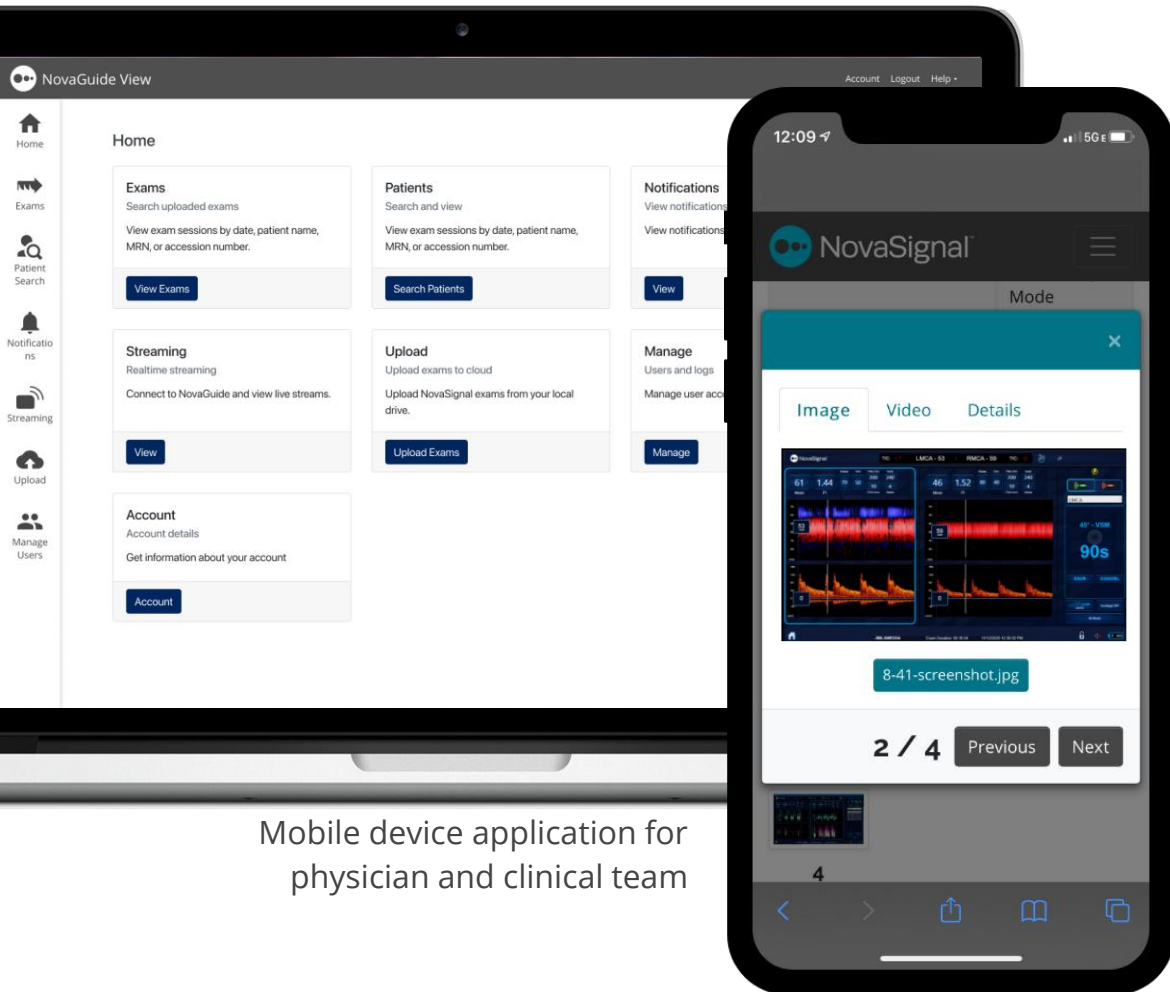 NovaGuide View
Account Logout Help
Home
Exams
Patient
Search
Notificatio
ns
Streaming
Upload
Manage
Users
Home
Exams
Search uploaded exams
View exam sessions by date, patient name,
MRN, or accession number.
View Exams
Patients
Search and view
View exam sessions by date, patient name,
MRN, or accession number.
Search Patients
Notifications
View notifications
View notifications
View
Streaming
Realtime streaming
Connect to NovaGuide and view live streams.
View
Upload
Upload exams to cloud
Upload NovaSignal exams from your local
drive.
Upload Exams
Manage
Users and logs
Manage user acc
Manage
Account
Account details
Get information about your account
Account
Mobile device application for
physician and clinical team
12:09
5G E
NovaSignal
Mode
×
Image Video Details
NovaSignal
LMCA - 53
RMCA - 59
61 1.44
46 1.52
53
59
45° - VSM
90s
8-41-screenshot.jpg
2 / 4 Previous Next
4